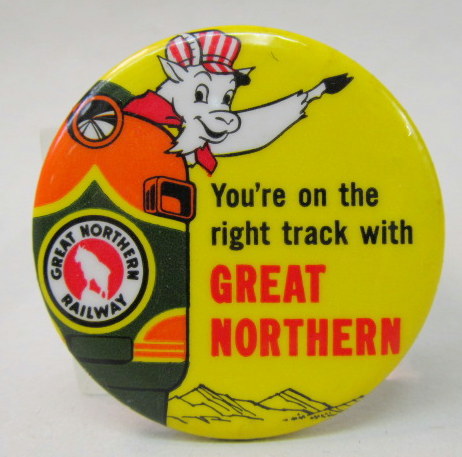 You're on the
right track with
GREAT
NORTHERN
GREAT NORTHERN
RAILWAY